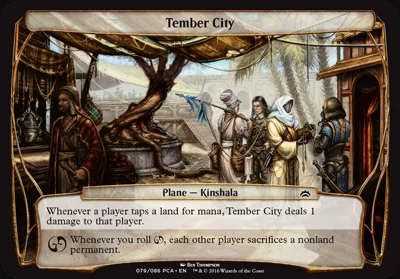 Tember City
Plane — Kinshala
Whenever a player taps a land for mana, Tember City deals 1
damage to that player.
Whenever you roll , each other player sacrifices a nonland
permanent.
Ben Thompson
079/086 PCA • EN
™ & © 2016 Wizards of the Coast